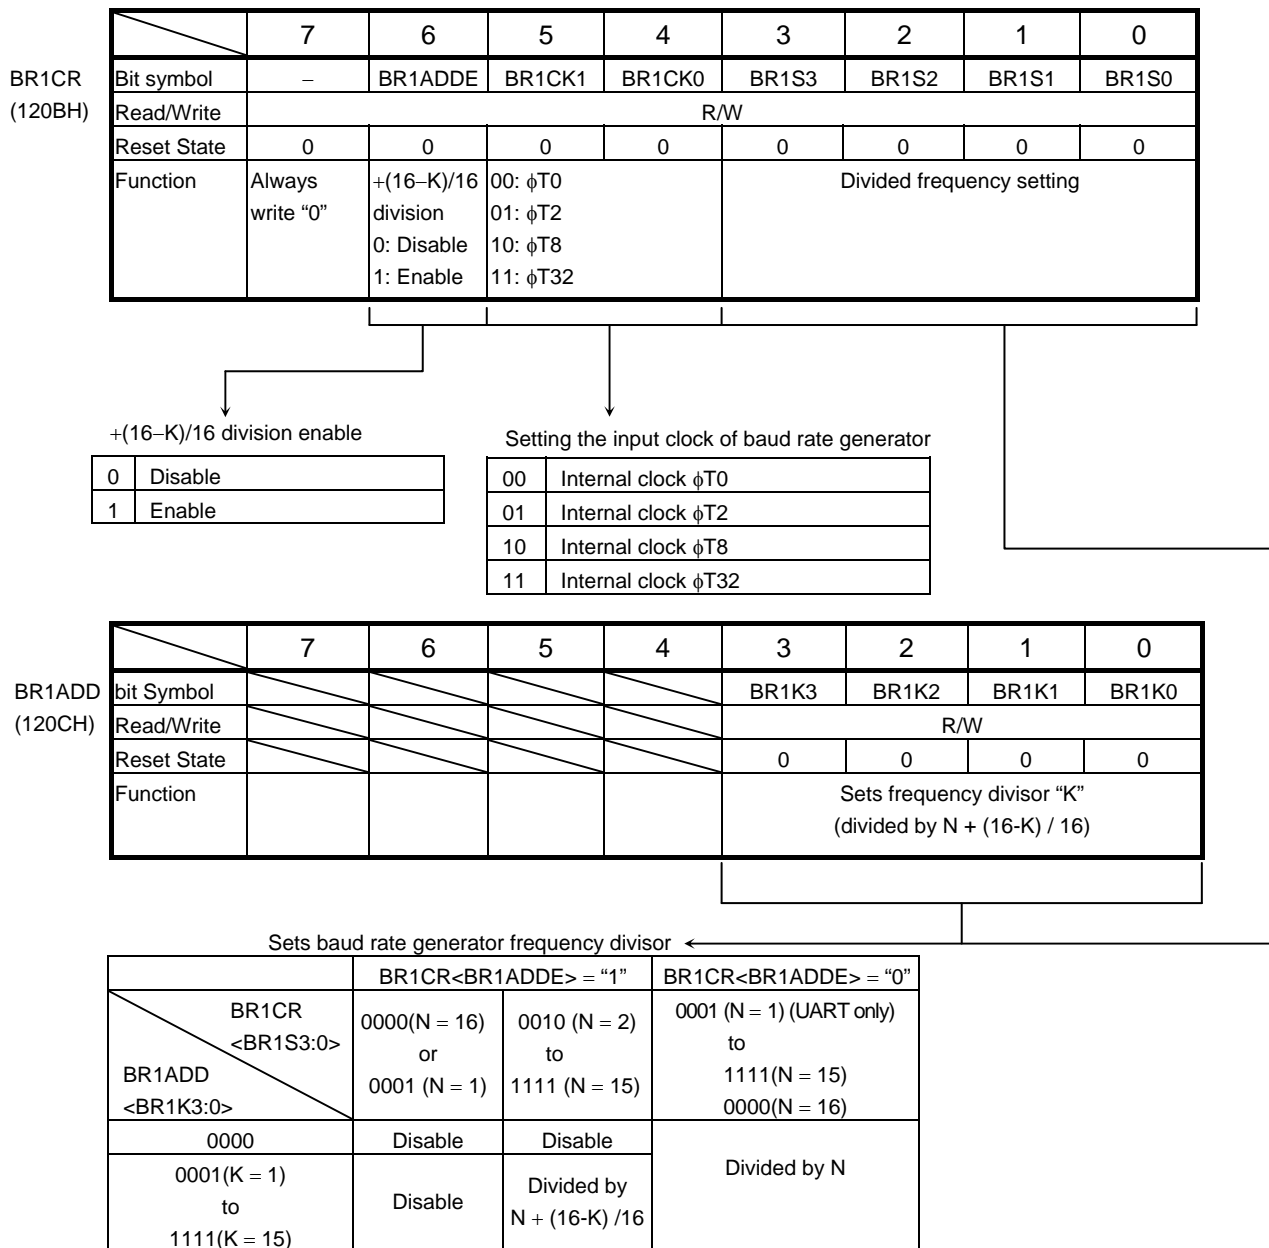 7 6 5 4 3 2 1 0
BR1CR
(120BH)
Bit symbol – BR1ADDE BR1CK1 BR1CK0 BR1S3 BR1S2 BR1S1 BR1S0
Read/Write R/W
Reset State 0 0 0 0 0 0 0 0
Function
Always
write “0”
+(16–K)/16
division
0: Disable
1: Enable
00: ϕT0
01: ϕT2
10: ϕT8
11: ϕT32
Divided frequency setting
+(16–K)/16 division enable
0 Disable
1 Enable
Setting the input clock of baud rate generator
00 Internal clock ϕT0
01 Internal clock ϕT2
10 Internal clock ϕT8
11 Internal clock ϕT32
7 6 5 4 3 2 1 0
BR1ADD
(120CH)
bit Symbol BR1K3 BR1K2 BR1K1 BR1K0
Read/Write R/W
Reset State 0 0 0 0
Function
Sets frequency divisor “K”
(divided by N + (16-K) / 16)
Sets baud rate generator frequency divisor
BR1CR<BR1ADDE> = “1” BR1CR<BR1ADDE> = “0”
BR1CR
<BR1S3:0>
BR1ADD
<BR1K3:0>
0000(N = 16)
or
0001 (N = 1)
0010 (N = 2)
to
1111 (N = 15)
0001 (N = 1) (UART only)
to
1111(N = 15)
0000(N = 16)
0000 Disable Disable
0001(K = 1)
to
1111(K = 15)
Disable
Divided by
N + (16-K) /16
Divided by N